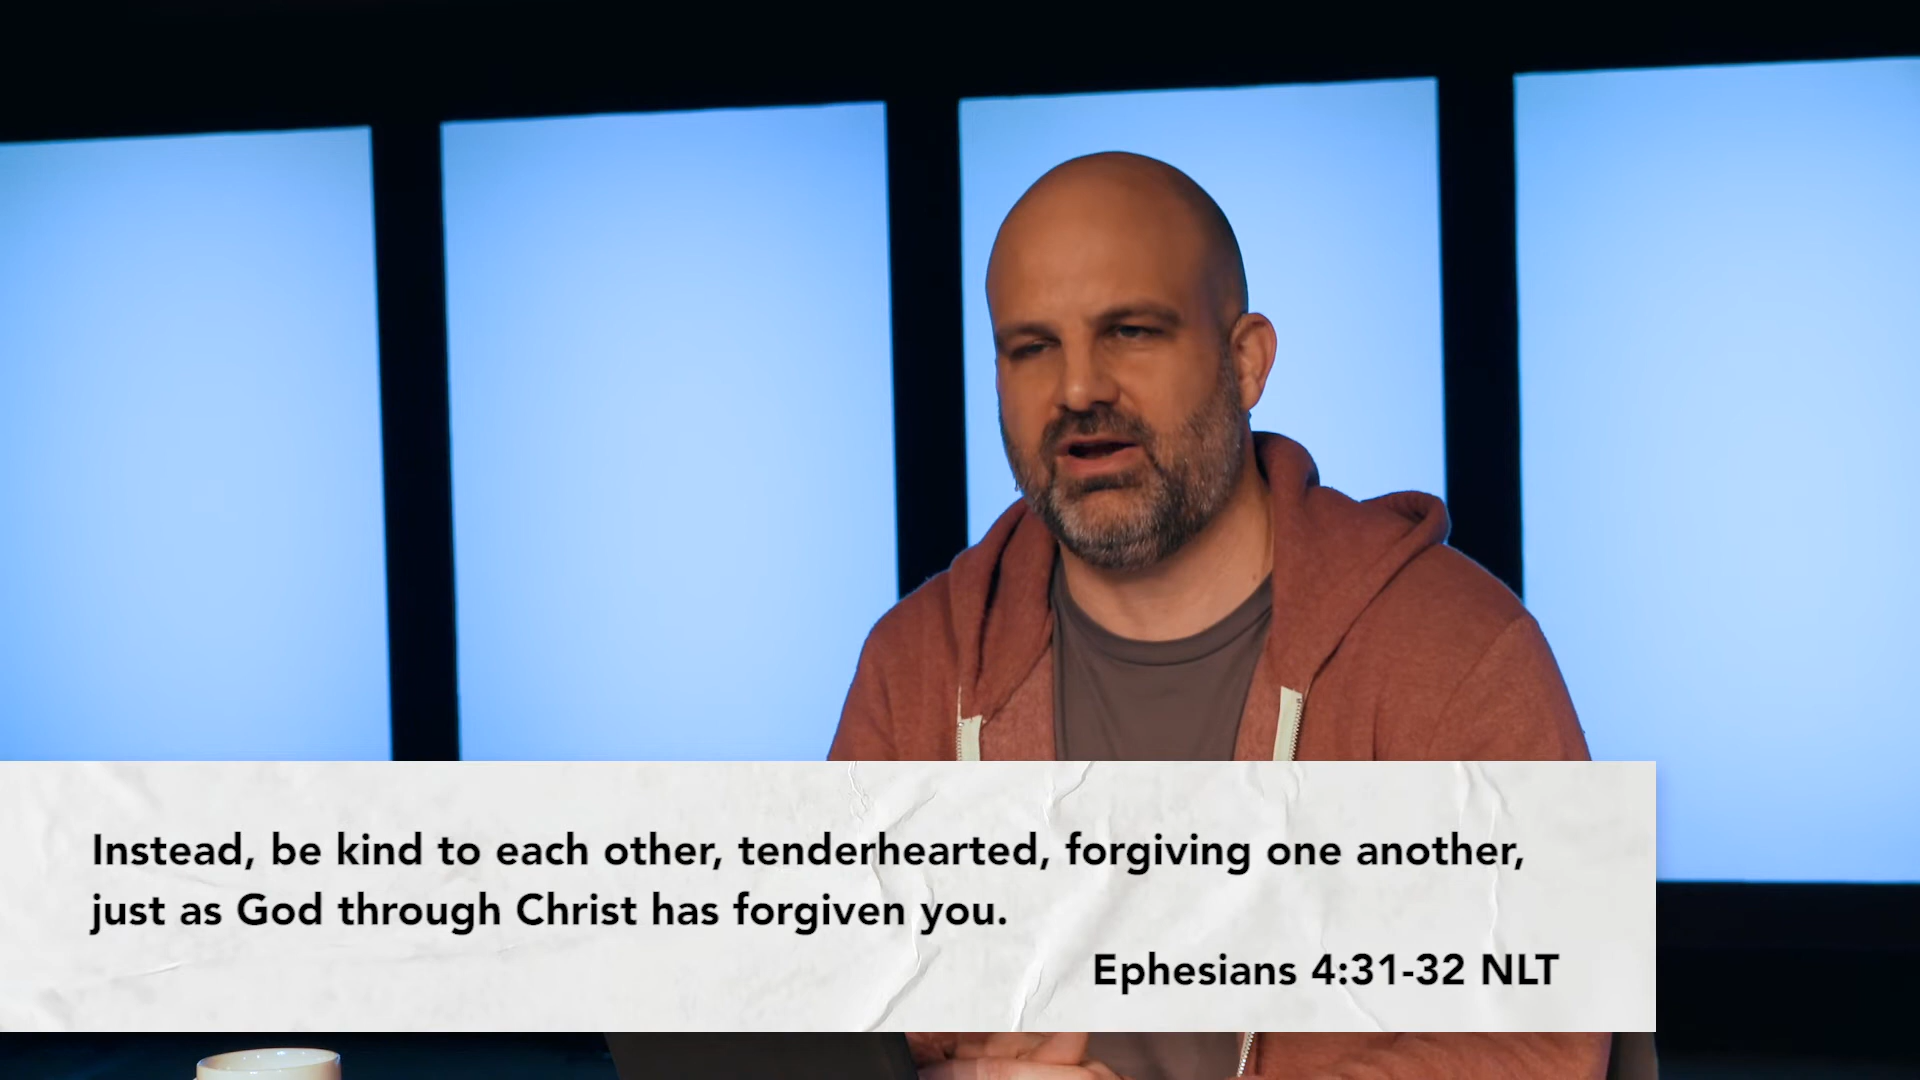 Instead, be kind to each other, tenderhearted, forgiving one another,
just as God through Christ has forgiven you.
Ephesians 4:31-32 NLT